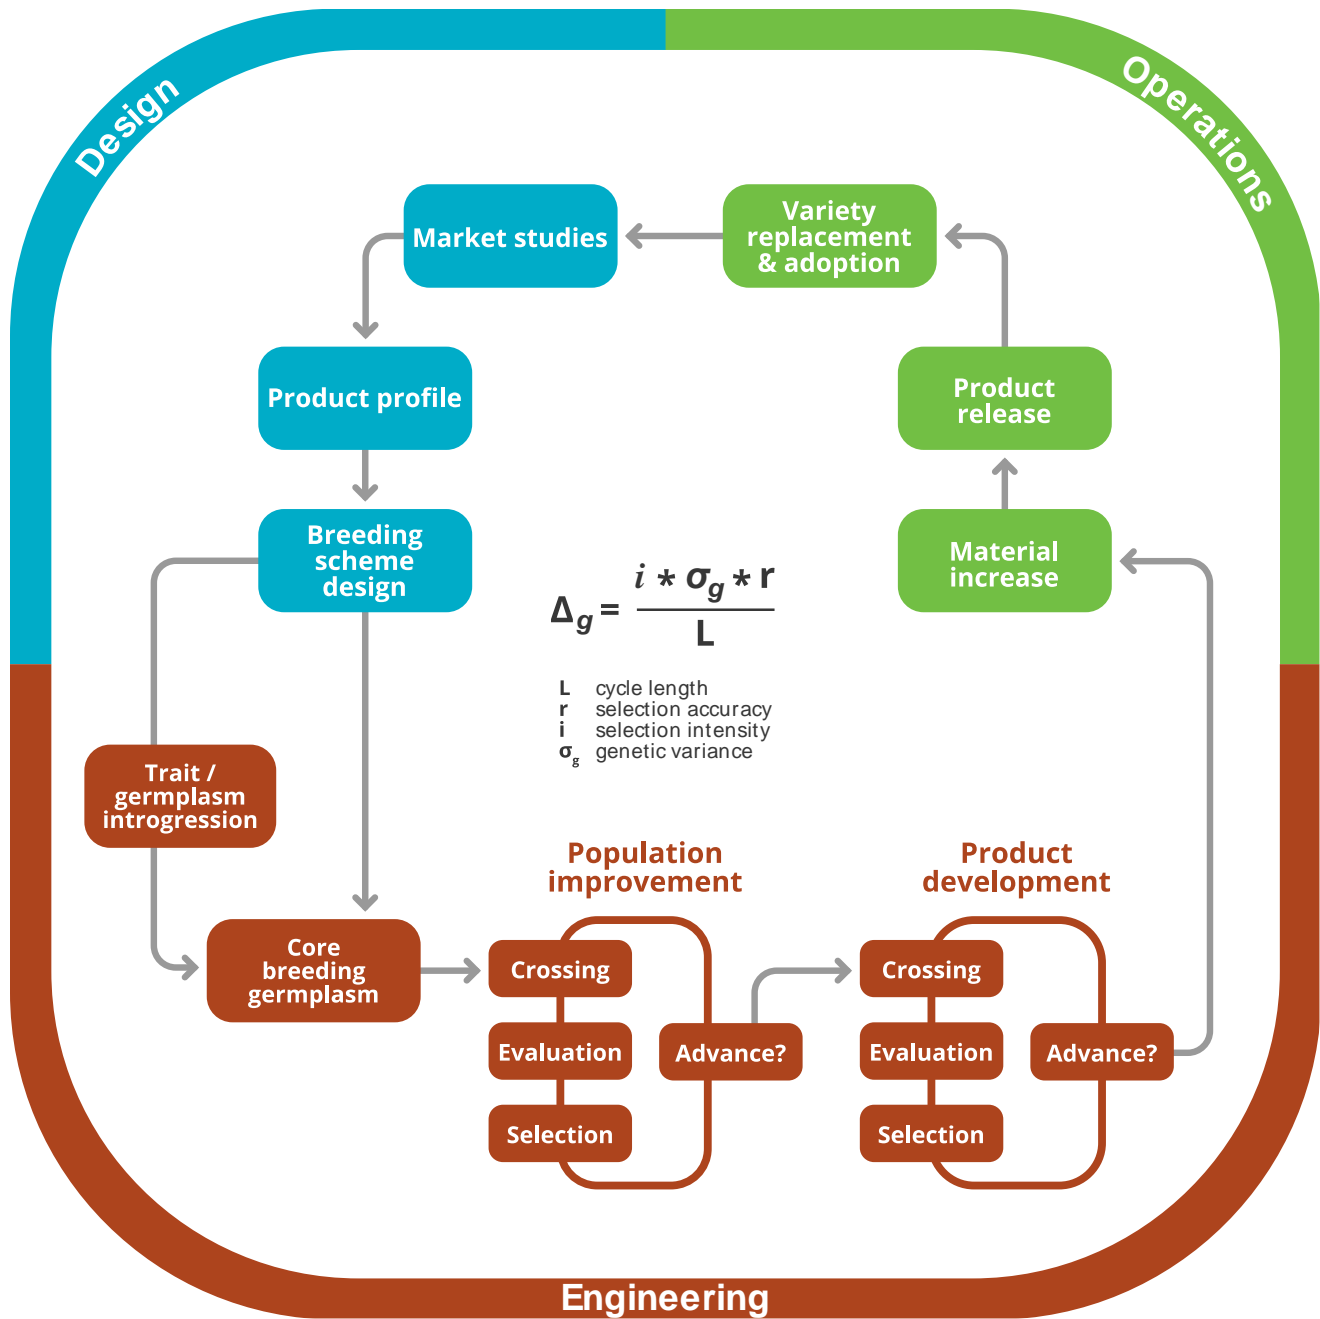 Design
Operations
Market studies
Variety
replacement
& adoption
Product profile
Product
release
Breeding
scheme
design
Material
increase
Δg = i * σg * r
L
L cycle length
r selection accuracy
i selection intensity
σg genetic variance
Trait /
germplasm
introgression
Core
breeding
germplasm
Population
improvement
Crossing
Evaluation
Selection
Advance?
Product
development
Crossing
Evaluation
Selection
Advance?
Engineering